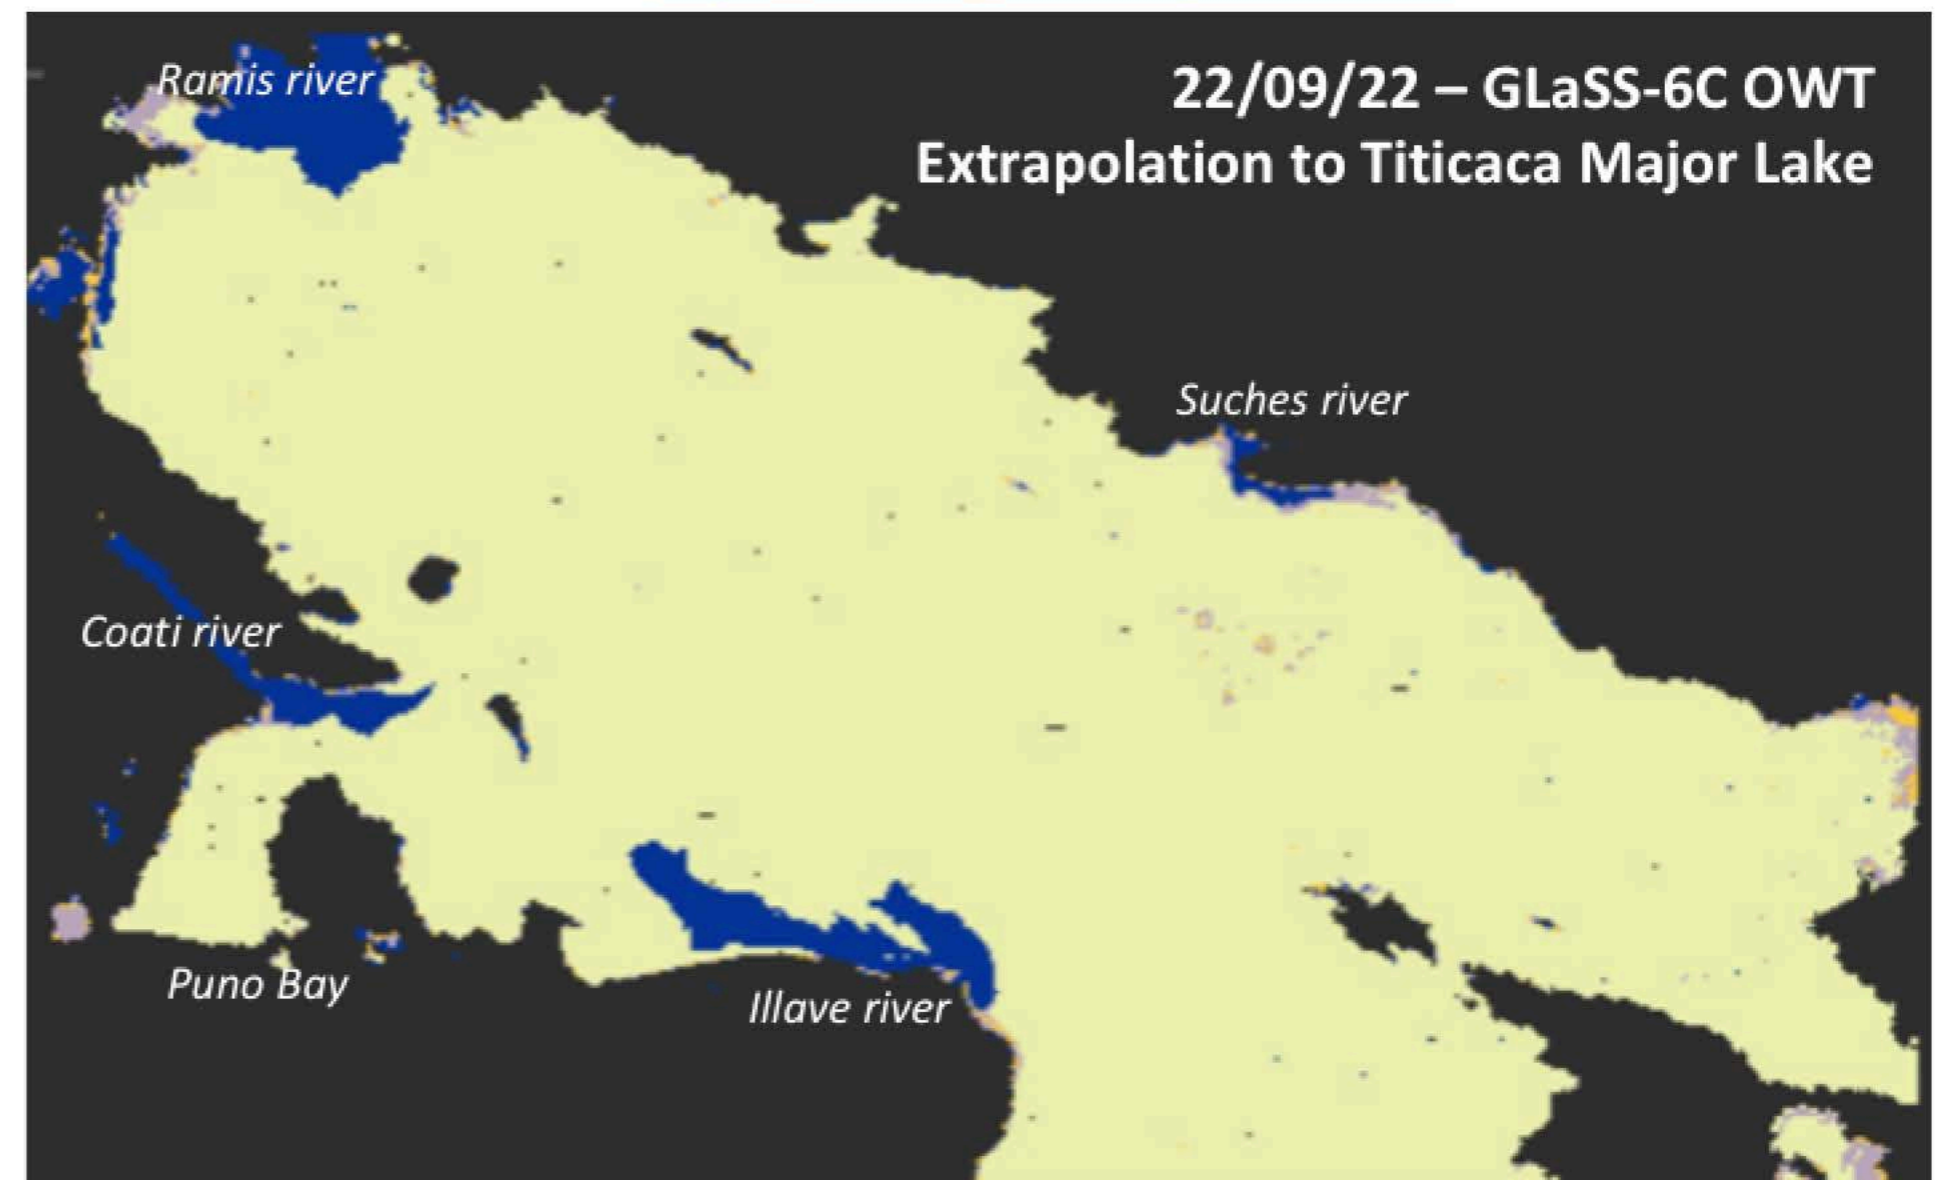 Ramis river
22/09/22 – GLaSS-6C OWT
Extrapolation to Titicaca Major Lake
Suches river
Coati river
Puno Bay
Illave river